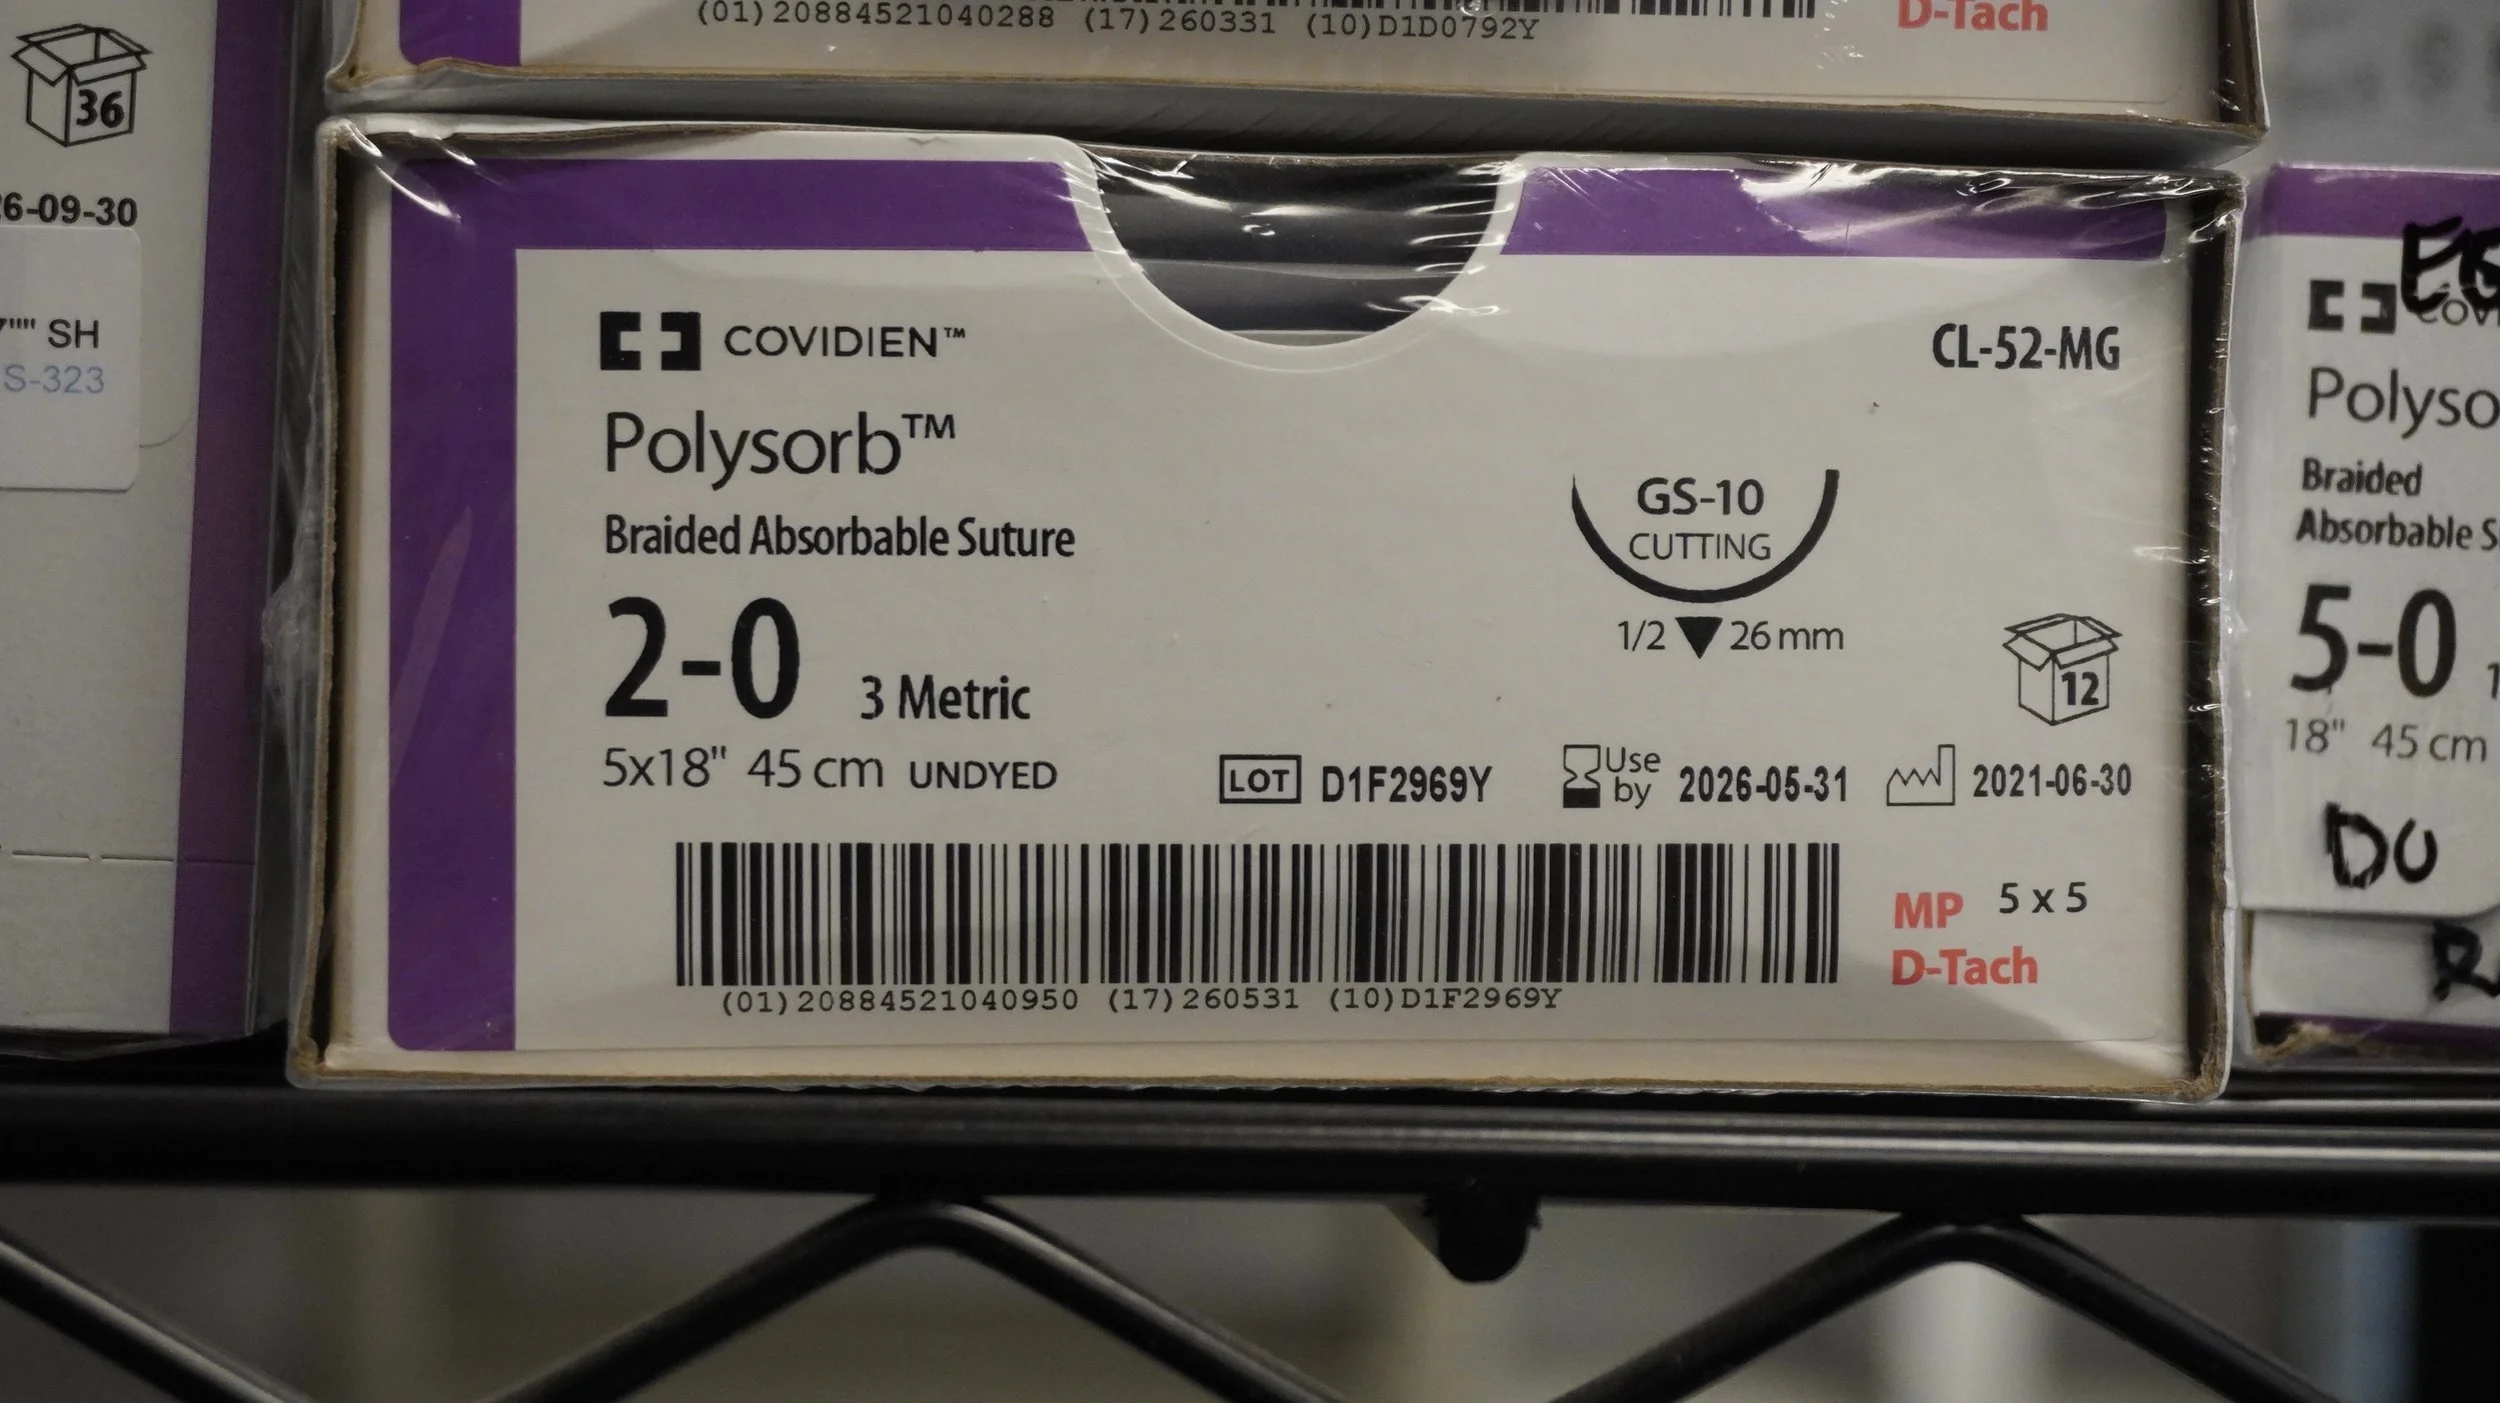 (01)20884521040288 (17)260331 (10)D1D0792Y
D-Tach
36
6-09-30
7"" SH
S-323
COVIDIEN™
CL-52-MG
Polysorb™
Braided Absorbable Suture
GS-10
CUTTING
1/2 26 mm
2-0 3 Metric
12
5x18" 45 cm UNDYED
LOT D1F2969Y
Use by 2026-05-31
2021-06-30
MP 5 x 5
D-Tach
(01)20884521040950 (17)260531 (10)D1F2969Y
Polyso
Braided
Absorbable S
5-0
18" 45 cm
DU